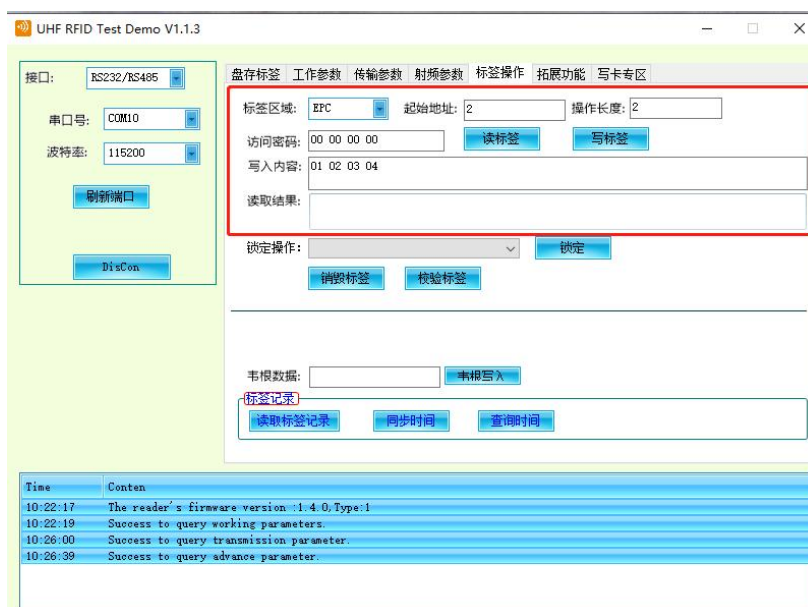 UHF RFID Test Demo V1.1.3
接口: RS232/RS485
串口号: COM10
波特率: 115200
刷新端口
DisCon
盘存标签 工作参数 传输参数 射频参数 标签操作 拓展功能 写卡专区
标签区域: EPC 起始地址: 2 操作长度: 2
访问密码: 00 00 00 00 读标签 写标签
写入内容: 01 02 03 04
读取结果:
锁定操作: 锁定
销毁标签 校验标签
韦根数据: 韦根写入
标签记录
读取标签记录 同步时间 查询时间
Time Conten
10:22:17 The reader's firmware version :1.4.0,Type:1
10:22:19 Success to query working parameters.
10:26:00 Success to query transmission parameter.
10:26:39 Success to query advance parameter.